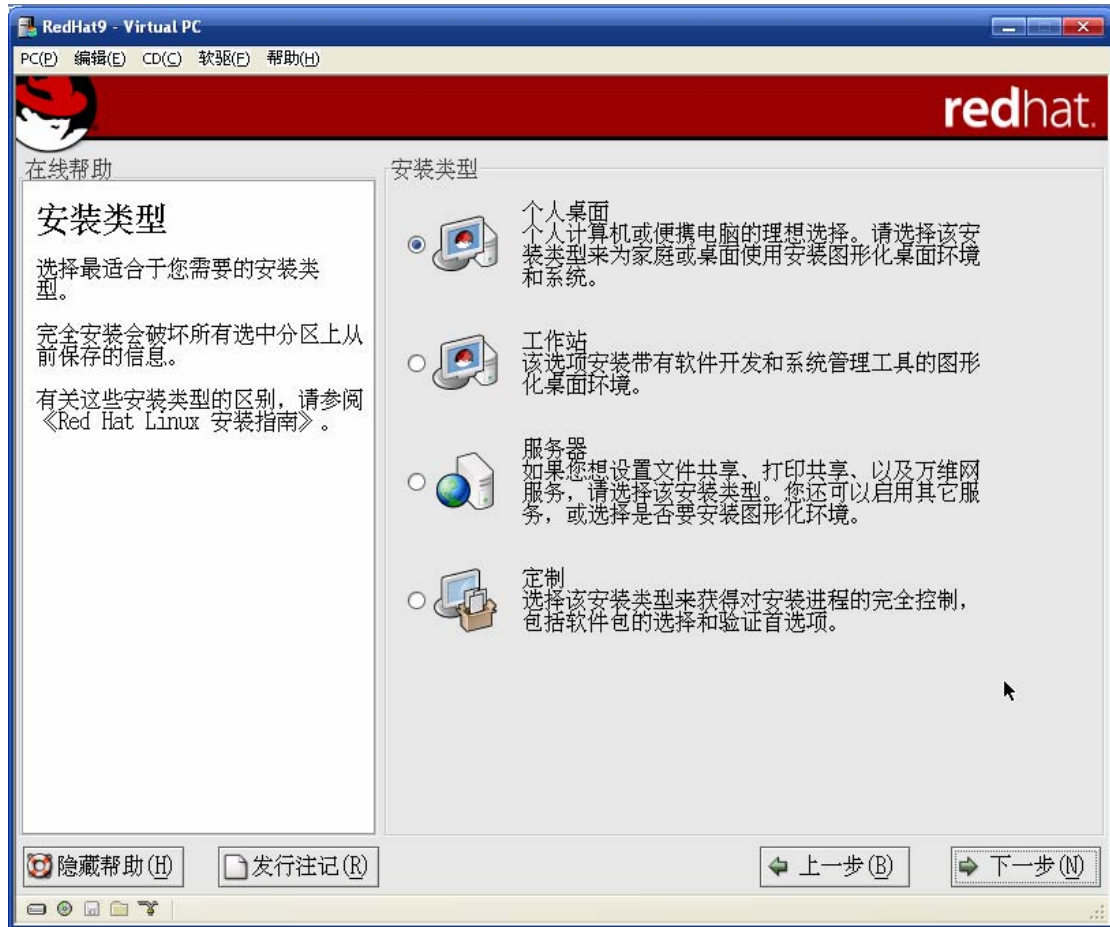 RedHat9 - Virtual PC
PC(P) 编辑(E) CD(C) 软驱(F) 帮助(H)
redhat.
在线帮助
安装类型
选择最适合于您需要的安装类
型。
完全安装会破坏所有选中分区上从
前保存的信息。
有关这些安装类型的区别，请参阅
《Red Hat Linux 安装指南》。
安装类型
个人桌面
个人计算机或便携电脑的理想选择。请选择该安
装类型来为家庭或桌面使用安装图形化桌面环境
和系统。
工作站
该选项安装带有软件开发和系统管理工具的图形
化桌面环境。
服务器
如果您想设置文件共享、打印共享、以及万维网
服务，请选择该安装类型。您还可以启用其它服
务，或选择是否要安装图形化环境。
定制
选择该安装类型来获得对安装进程的完全控制，
包括软件包的选择和验证首选项。
隐藏帮助(H) 发行注记(R) 上一步(B) 下一步(N)